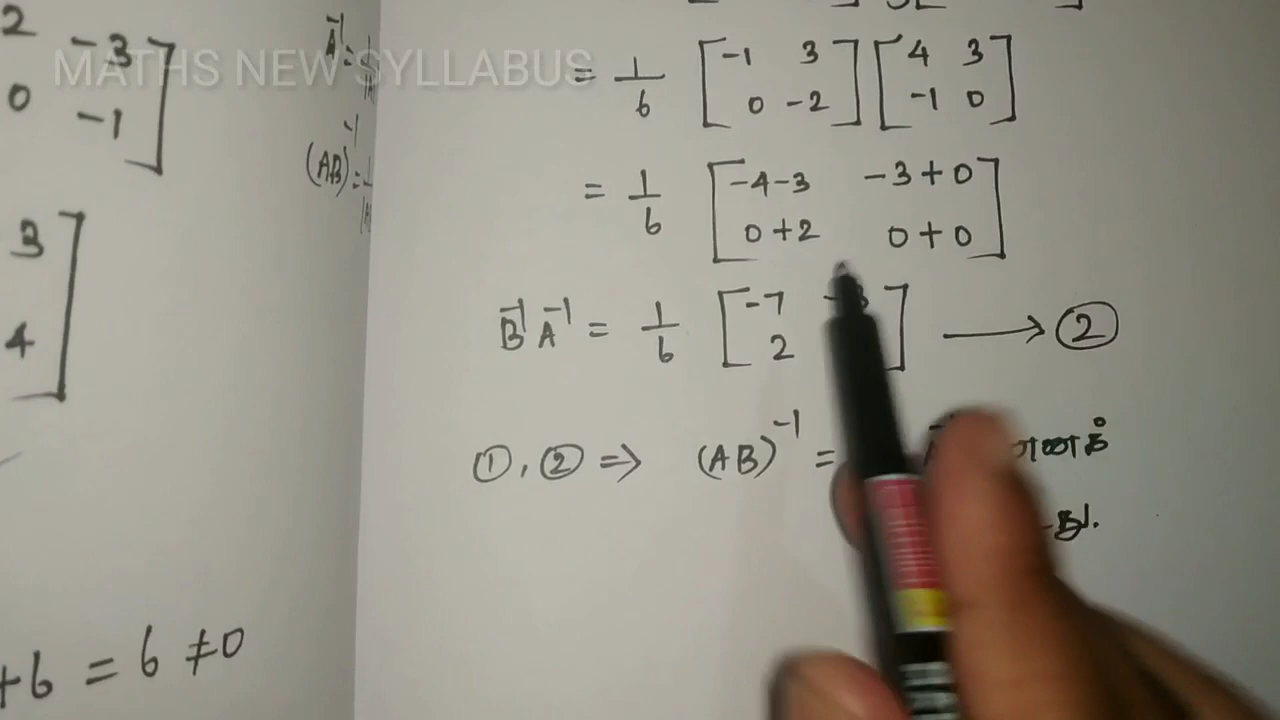 MATHS NEW SYLLABUS
2 -3
0 -1
3
4
+6 = 6 ≠0
A⁻¹ =
(AB)⁻¹ =
= 1/6 [-1 3] [4 3]
[0 -2] [-1 0]
= 1/6 [-4-3 -3+0]
[0+2 0+0]
B⁻¹ A⁻¹ = 1/6 [-7
[2 ] → ②
①, ② ⇒ (AB)⁻¹ =